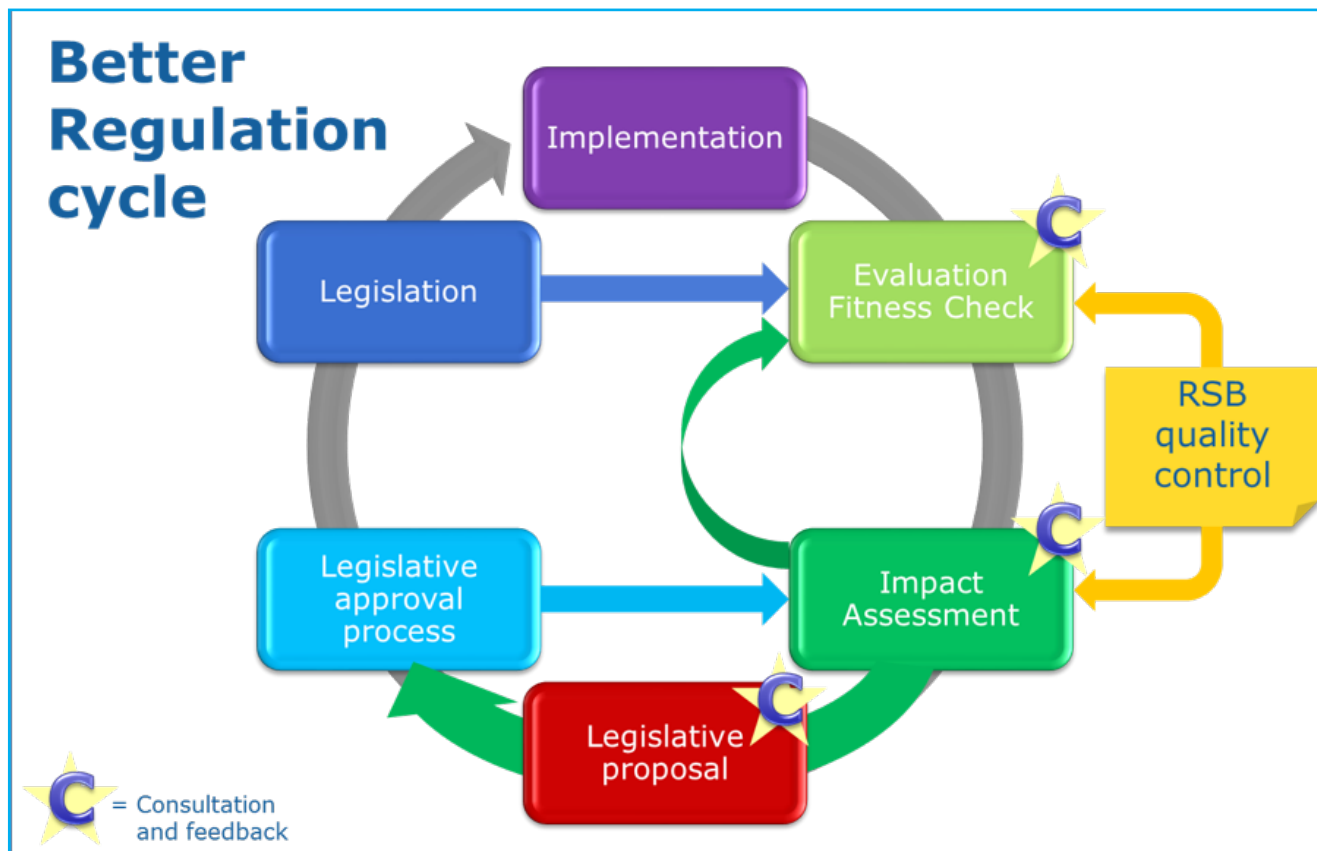 Better
Regulation
cycle
Implementation
C
Legislation
Evaluation
Fitness Check
RSB
quality
control
C
Legislative
approval
process
Impact
Assessment
C
Legislative
proposal
C
= Consultation
and feedback